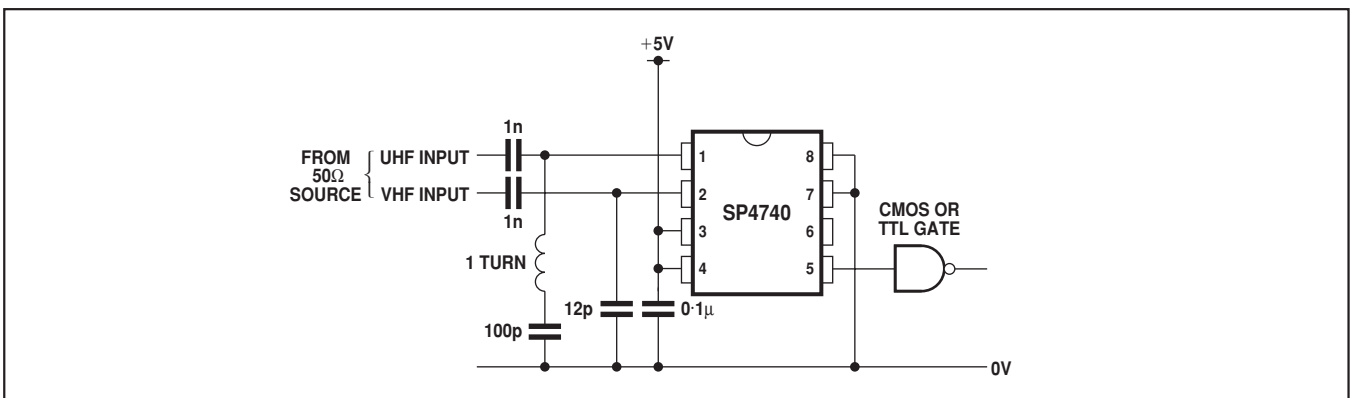 +5V
1n
FROM
50Ω
SOURCE
UHF INPUT
VHF INPUT
1n
1 TURN
100p
12p
0·1µ
1
2
3
4
SP4740
8
7
6
5
CMOS OR
TTL GATE
0V